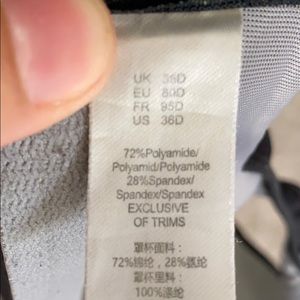 UK 36D
EU 80D
FR 95D
US 36D
72%Polyamide/
Polyamid/Polyamide
28%Spandex/
Spandex/Spandex
EXCLUSIVE
OF TRIMS
罩杯面料：
72%锦纶，28%氨纶
罩杯里料：
100%涤纶